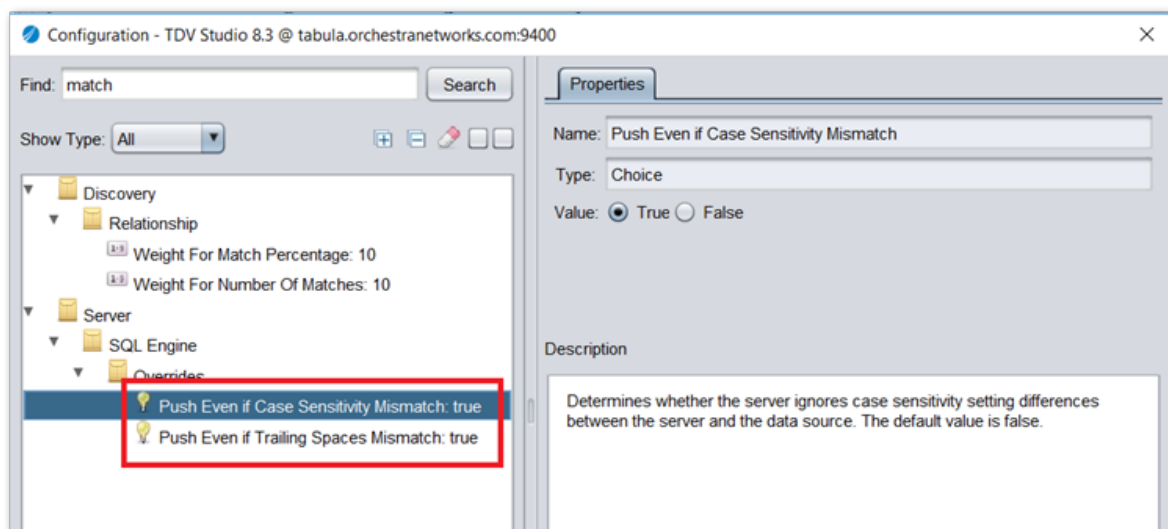 Configuration - TDV Studio 8.3 @ tabula.orchestranetworks.com:9400
Find: match Search
Show Type: All
Discovery
Relationship
Weight For Match Percentage: 10
Weight For Number Of Matches: 10
Server
SQL Engine
Overrides
Push Even if Case Sensitivity Mismatch: true
Push Even if Trailing Spaces Mismatch: true
Properties
Name: Push Even if Case Sensitivity Mismatch
Type: Choice
Value: True False
Description
Determines whether the server ignores case sensitivity setting differences
between the server and the data source. The default value is false.